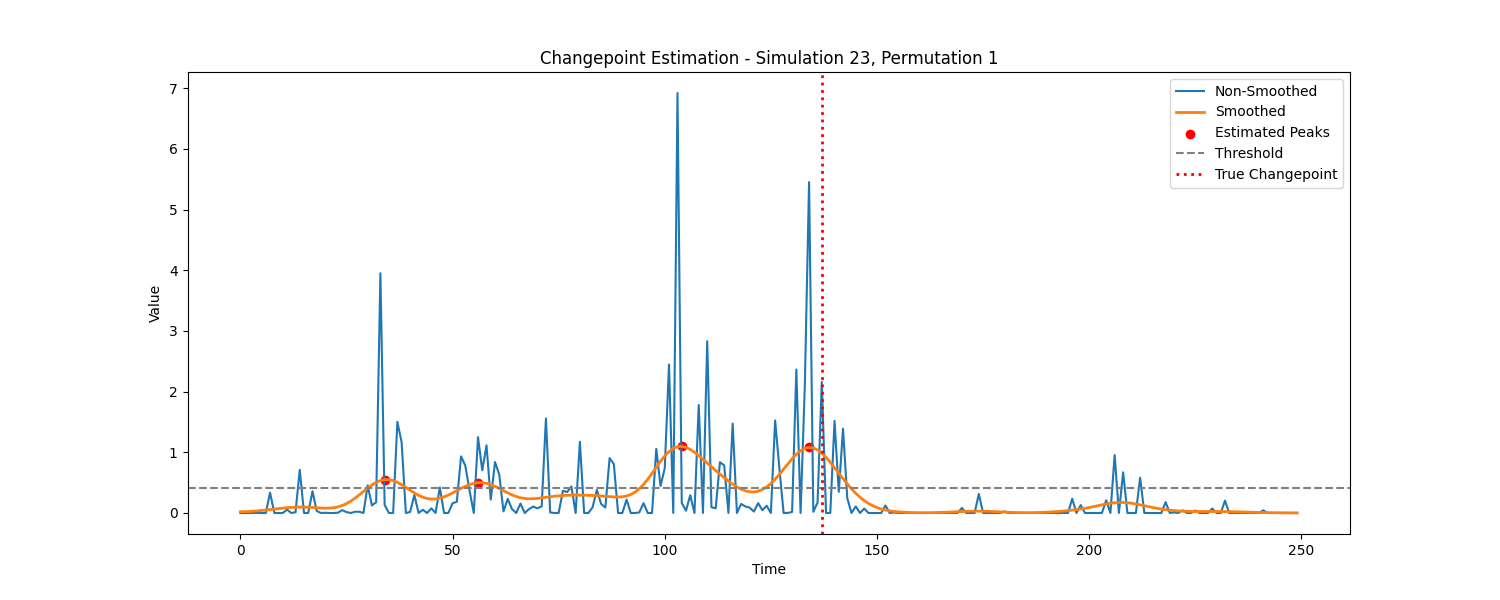 Changepoint Estimation - Simulation 23, Permutation 1
7
6
5
4
3
2
1
0
Value
0 50 100 150 200 250
Time
Non-Smoothed
Smoothed
Estimated Peaks
Threshold
True Changepoint